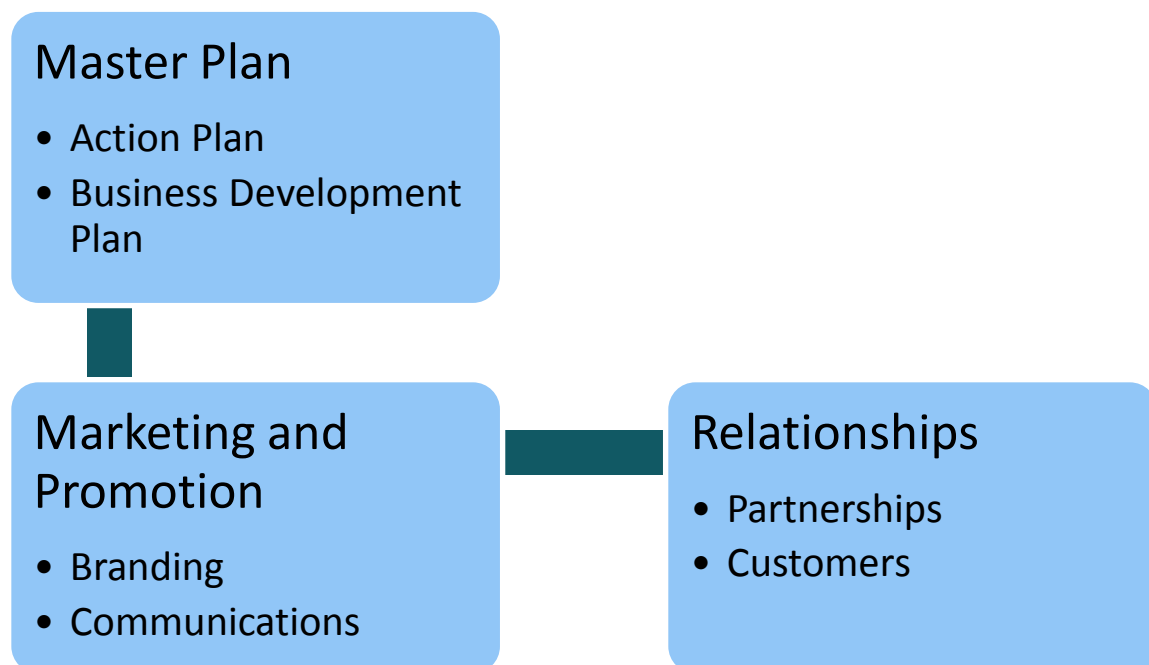 Master Plan
• Action Plan
• Business Development
Plan
Marketing and
Promotion
• Branding
• Communications
Relationships
• Partnerships
• Customers